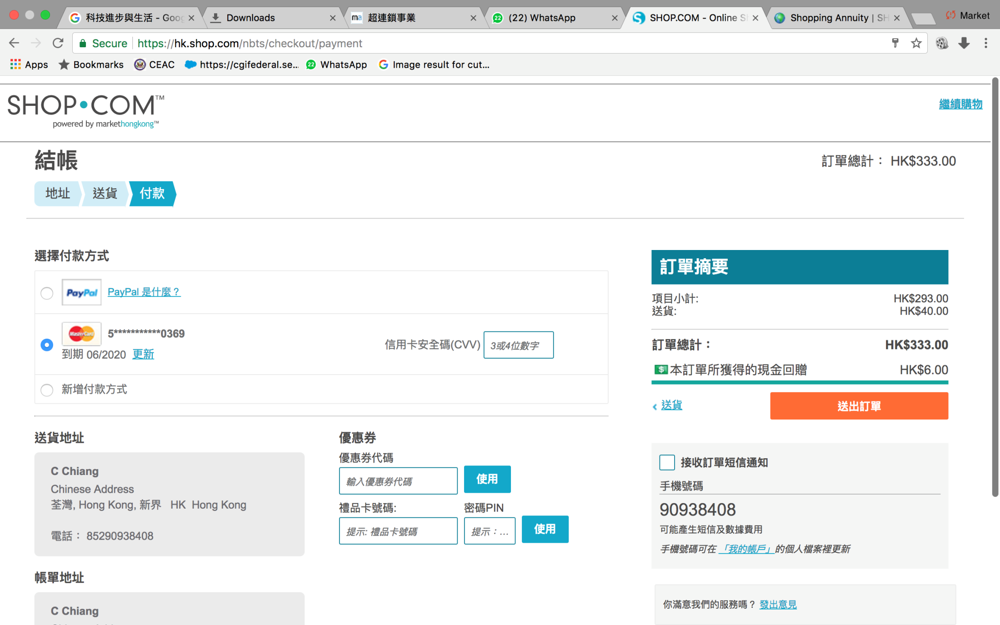 科技進步與生活 - Goo
Downloads
ma 超連鎖事業
22 (22) WhatsApp
SHOP.COM - Online
Shopping Annuity | SH
Market
Secure https://hk.shop.com/nbts/checkout/payment
Apps Bookmarks CEAC https://cgifederal.se... 22 WhatsApp Image result for cut...
SHOP•COM™
powered by markethongkong™
繼續購物
結帳
訂單總計： HK$333.00
地址 送貨 付款
選擇付款方式
PayPal PayPal 是什麼？
MasterCard 5***********0369
到期 06/2020 更新
信用卡安全碼(CVV) 3或4位數字
新增付款方式
訂單摘要
項目小計: HK$293.00
送貨: HK$40.00
訂單總計： HK$333.00
$ 本訂單所獲得的現金回贈 HK$6.00
‹ 送貨
送出訂單
送貨地址
C Chiang
Chinese Address
荃灣, Hong Kong, 新界 HK Hong Kong
電話： 85290938408
優惠券
優惠券代碼
輸入優惠券代碼 使用
禮品卡號碼: 密碼PIN
提示: 禮品卡號碼 提示：... 使用
接收訂單短信通知
手機號碼
90938408
可能產生短信及數據費用
手機號碼可在 「我的帳戶」 的個人檔案裡更新
帳單地址
C Chiang
你滿意我們的服務嗎？ 發出意見